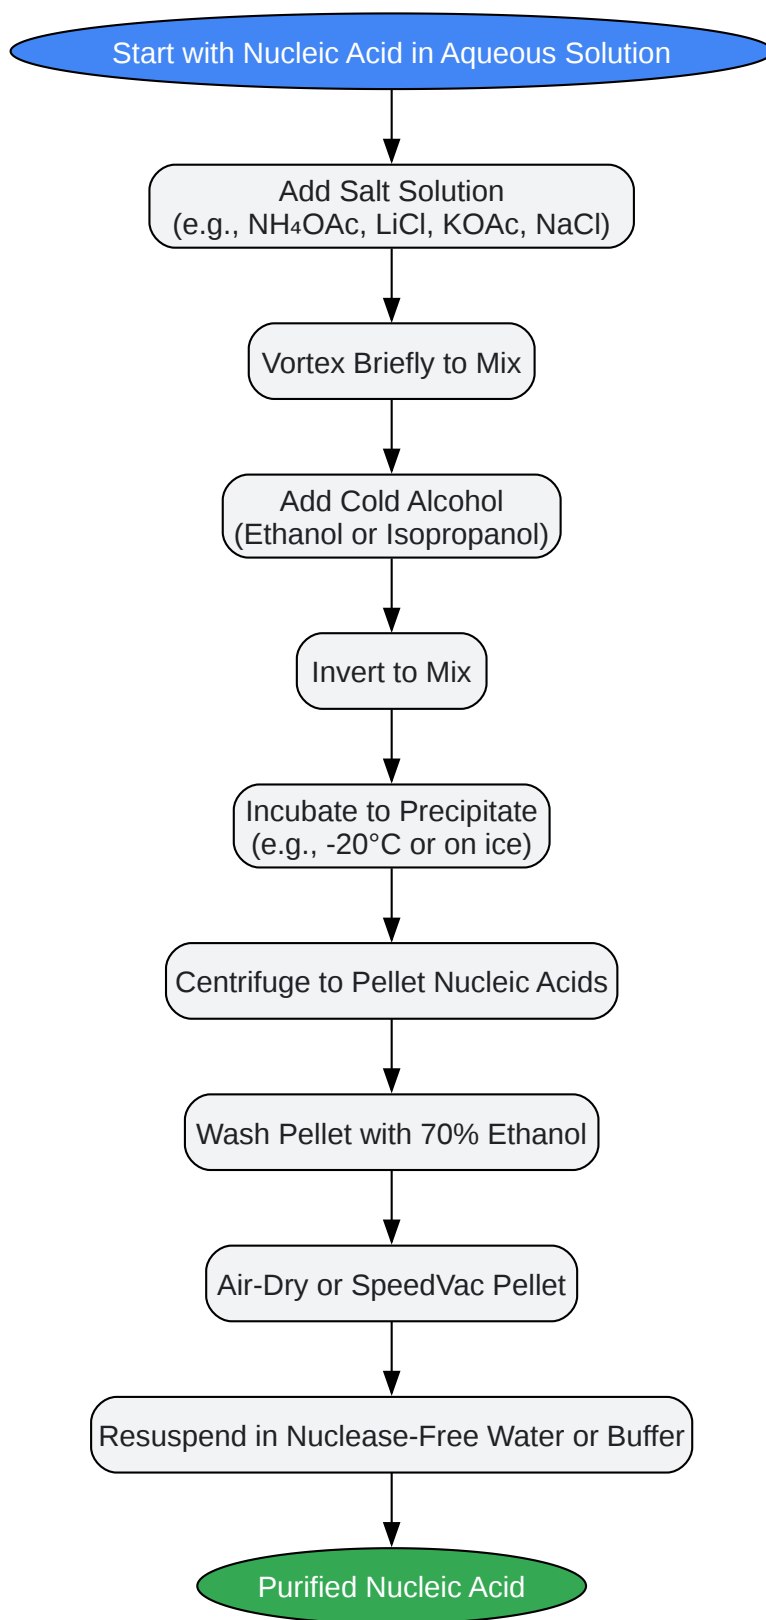 Start with Nucleic Acid in Aqueous Solution
Add Salt Solution
(e.g., NH₄OAc, LiCl, KOAc, NaCl)
Vortex Briefly to Mix
Add Cold Alcohol
(Ethanol or Isopropanol)
Invert to Mix
Incubate to Precipitate
(e.g., -20°C or on ice)
Centrifuge to Pellet Nucleic Acids
Wash Pellet with 70% Ethanol
Air-Dry or SpeedVac Pellet
Resuspend in Nuclease-Free Water or Buffer
Purified Nucleic Acid